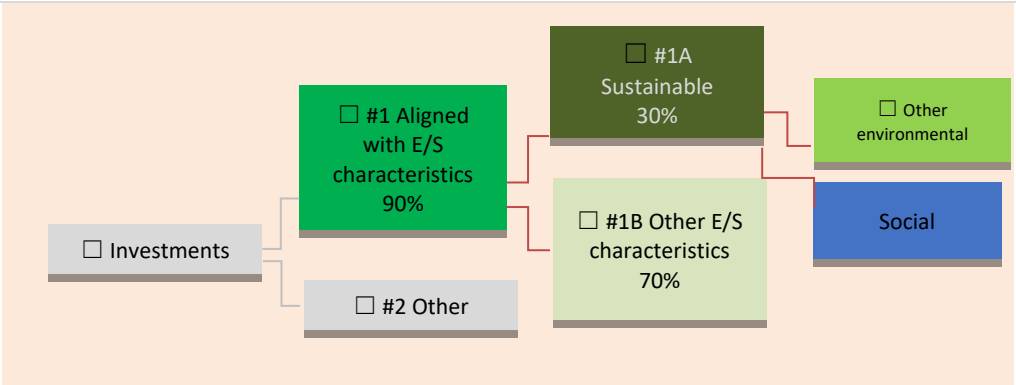 ☐ Investments
☐ #1 Aligned
with E/S
characteristics
90%
☐ #2 Other
☐ #1A
Sustainable
30%
☐ #1B Other E/S
characteristics
70%
☐ Other
environmental
Social